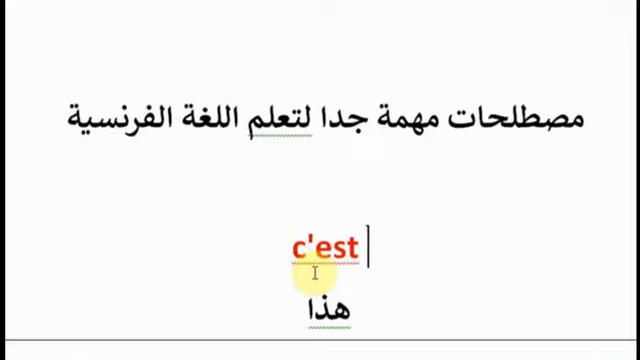 مصطلحات مهمة جدا لتعلم اللغة الفرنسية
c'est
هذا